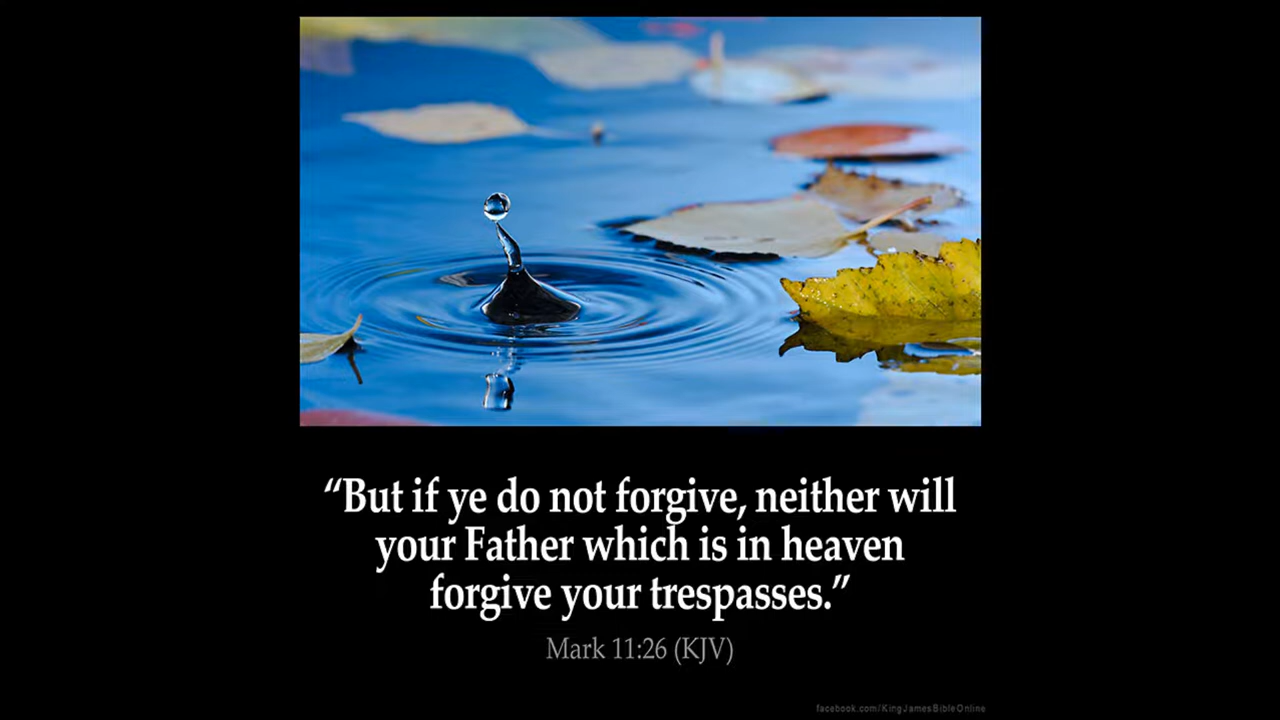 “But if ye do not forgive, neither will
your Father which is in heaven
forgive your trespasses.”
Mark 11:26 (KJV)
facebook.com/KingJamesBibleOnline